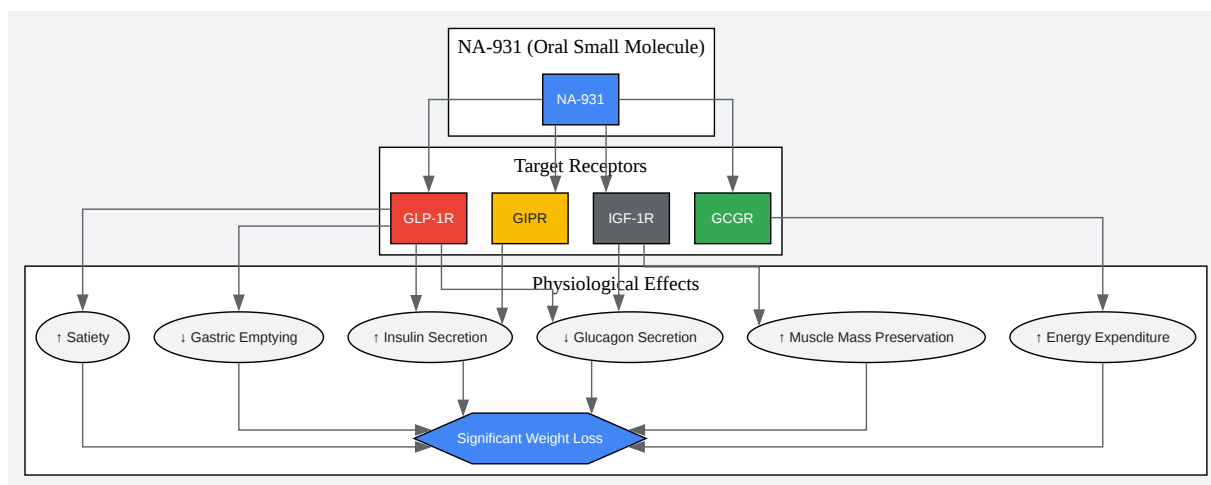 NA-931 (Oral Small Molecule)
NA-931
Target Receptors
GLP-1R
GIPR
IGF-1R
GCGR
Physiological Effects
↑ Satiety
↓ Gastric Emptying
↑ Insulin Secretion
↓ Glucagon Secretion
↑ Muscle Mass Preservation
↑ Energy Expenditure
Significant Weight Loss